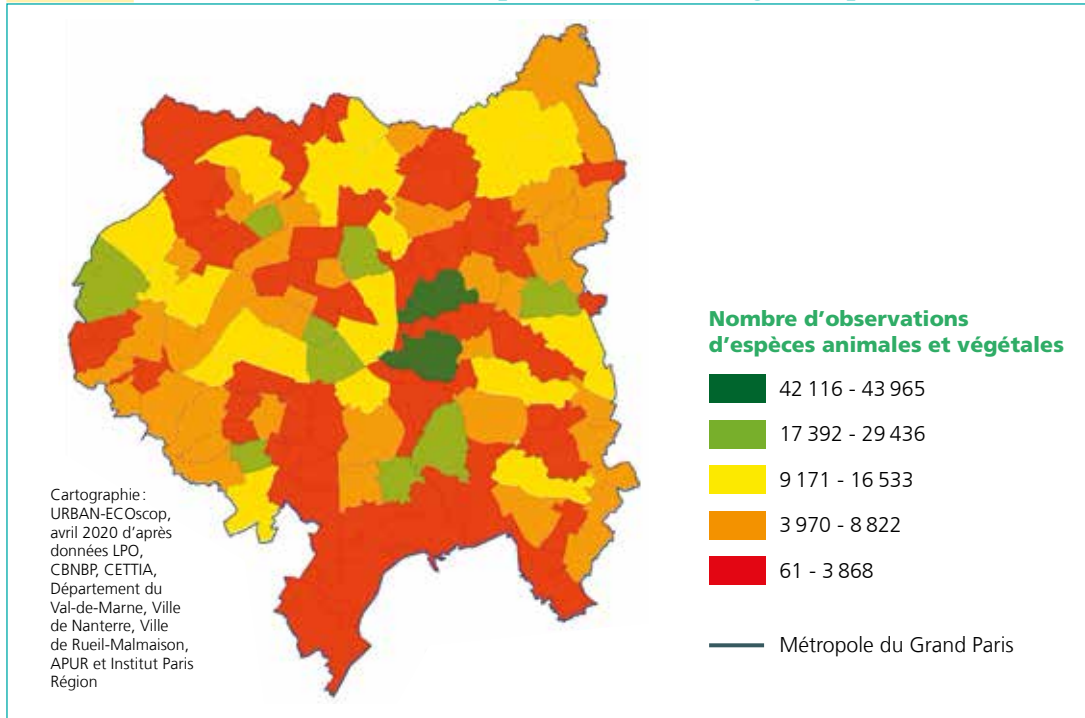 Nombre d'observations
d'espèces animales et végétales
42 116 - 43 965
17 392 - 29 436
9 171 - 16 533
3 970 - 8 822
61 - 3 868
Métropole du Grand Paris
Cartographie :
URBAN-ECOscop,
avril 2020 d'après
données LPO,
CBNBP, CETTIA,
Département du
Val-de-Marne, Ville
de Nanterre, Ville
de Rueil-Malmaison,
APUR et Institut Paris
Région